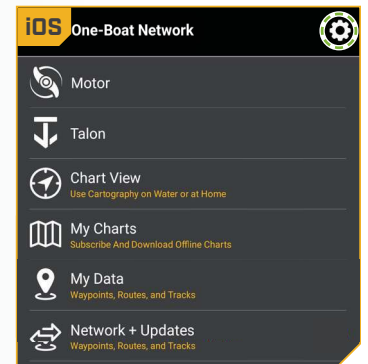 iOS
One-Boat Network
Motor
Talon
Chart View
Use Cartography on Water or at Home
My Charts
Subscribe And Download Offline Charts
My Data
Waypoints, Routes, and Tracks
Network + Updates
Waypoints, Routes, and Tracks